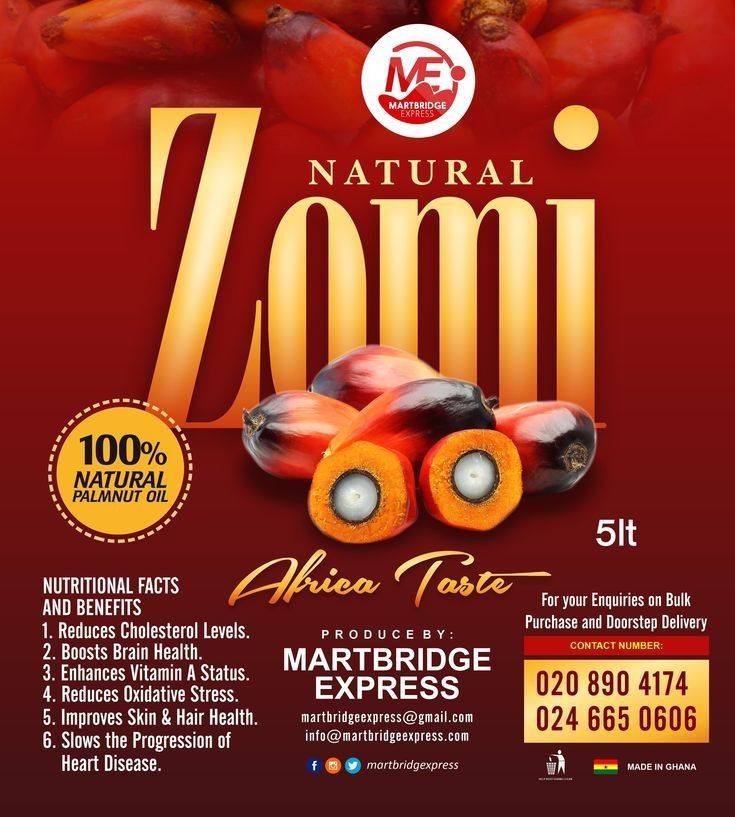 ME
MARTBRIDGE
EXPRESS
NATURAL
Zomi
100%
NATURAL
PALMNUT OIL
5lt
Africa Taste
NUTRITIONAL FACTS
AND BENEFITS
1. Reduces Cholesterol Levels.
2. Boosts Brain Health.
3. Enhances Vitamin A Status.
4. Reduces Oxidative Stress.
5. Improves Skin & Hair Health.
6. Slows the Progression of
Heart Disease.
PRODUCE BY:
MARTBRIDGE
EXPRESS
martbridgeexpress@gmail.com
info@martbridgeexpress.com
martbridgexpress
For your Enquiries on Bulk
Purchase and Doorstep Delivery
CONTACT NUMBER:
020 890 4174
024 665 0606
MADE IN GHANA